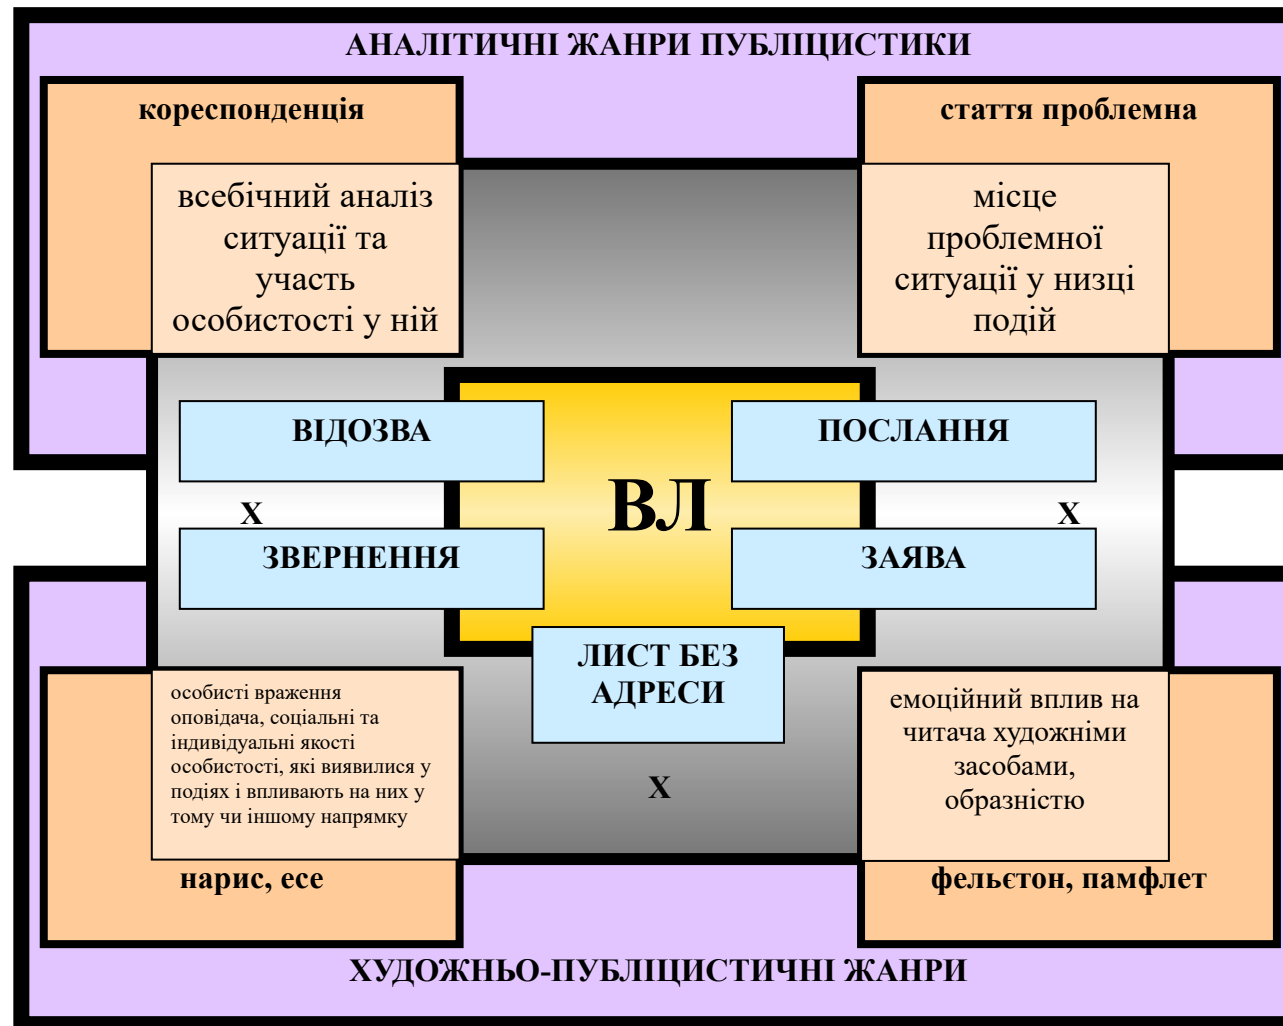 АНАЛІТИЧНІ ЖАНРИ ПУБЛІЦИСТИКИ
кореспонденція
стаття проблемна
всебічний аналіз
ситуації та
участь
особистості у ній
місце
проблемної
ситуації у низці
подій
ВІДОЗВА
ПОСЛАННЯ
ВЛ
Х
Х
ЗВЕРНЕННЯ
ЗАЯВА
ЛИСТ БЕЗ
АДРЕСИ
Х
особисті враження
оповідача, соціальні та
індивідуальні якості
особистості, які виявилися у
подіях і впливають на них у
тому чи іншому напрямку
емоційний вплив на
читача художніми
засобами,
образністю
нарис, есе
фельєтон, памфлет
ХУДОЖНЬО-ПУБЛІЦИСТИЧНІ ЖАНРИ